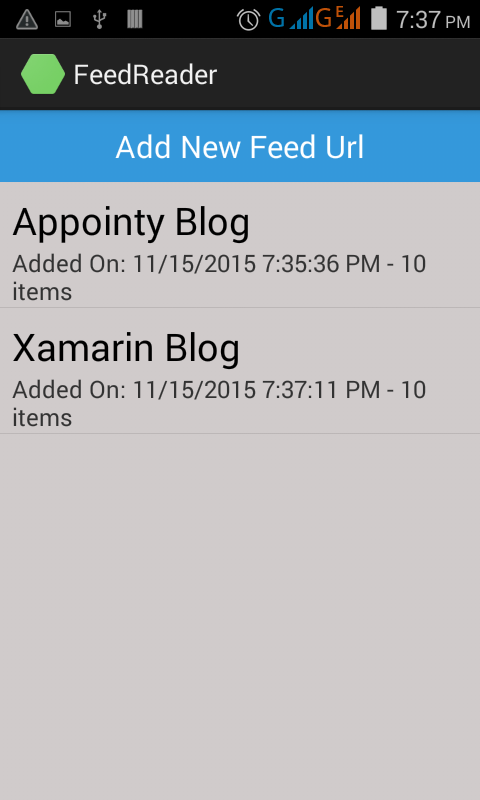 G G E 7:37 PM
FeedReader
Add New Feed Url
Appointy Blog
Added On: 11/15/2015 7:35:36 PM - 10
items
Xamarin Blog
Added On: 11/15/2015 7:37:11 PM - 10
items